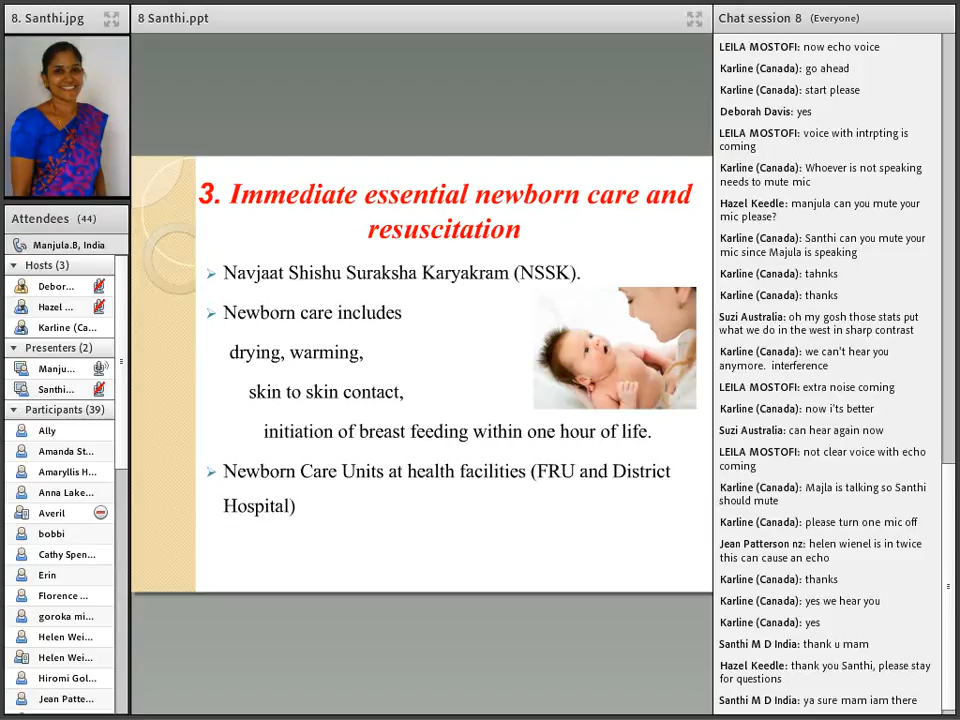 8. Santhi.jpg
8 Santhi.ppt
Chat session 8 (Everyone)
Attendees (44)
Manjula.B, India
Hosts (3)
Debor...
Hazel ...
Karline (Ca...
Presenters (2)
Manju...
Santhi...
Participants (39)
Ally
Amanda St...
Amaryllis H...
Anna Lake...
Averil
bobbi
Cathy Spen...
Erin
Florence ...
goroka mi...
Helen Wei...
Helen Wei...
Hiromi Gol...
Jean Patte...
3. Immediate essential newborn care and
resuscitation
Navjaat Shishu Suraksha Karyakram (NSSK).
Newborn care includes
drying, warming,
skin to skin contact,
initiation of breast feeding within one hour of life.
Newborn Care Units at health facilities (FRU and District
Hospital)
LEILA MOSTOFI: now echo voice
Karline (Canada): go ahead
Karline (Canada): start please
Deborah Davis: yes
LEILA MOSTOFI: voice with intrpting is
coming
Karline (Canada): Whoever is not speaking
needs to mute mic
Hazel Keedle: manjula can you mute your
mic please?
Karline (Canada): Santhi can you mute your
mic since Majula is speaking
Karline (Canada): tahnks
Karline (Canada): thanks
Suzi Australia: oh my gosh those stats put
what we do in the west in sharp contrast
Karline (Canada): we can't hear you
anymore. interference
LEILA MOSTOFI: extra noise coming
Karline (Canada): now i'ts better
Suzi Australia: can hear again now
LEILA MOSTOFI: not clear voice with echo
coming
Karline (Canada): Majla is talking so Santhi
should mute
Karline (Canada): please turn one mic off
Jean Patterson nz: helen wienel is in twice
this can cause an echo
Karline (Canada): thanks
Karline (Canada): yes we hear you
Karline (Canada): yes
Santhi M D India: thank u mam
Hazel Keedle: thank you Santhi, please stay
for questions
Santhi M D India: ya sure mam iam there